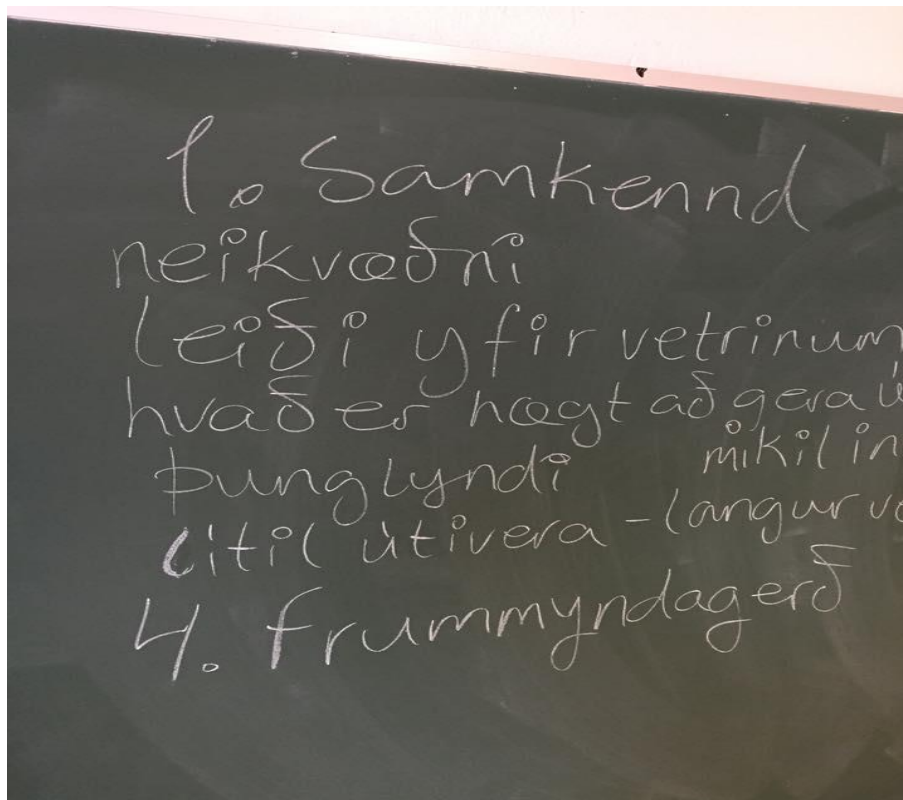 1. Samkennd
neikvæðni
leiði yfir vetrinum
hvað er hægt að gera
þunglyndi mikil
lítil útivera - langur
4. frummyndagerð